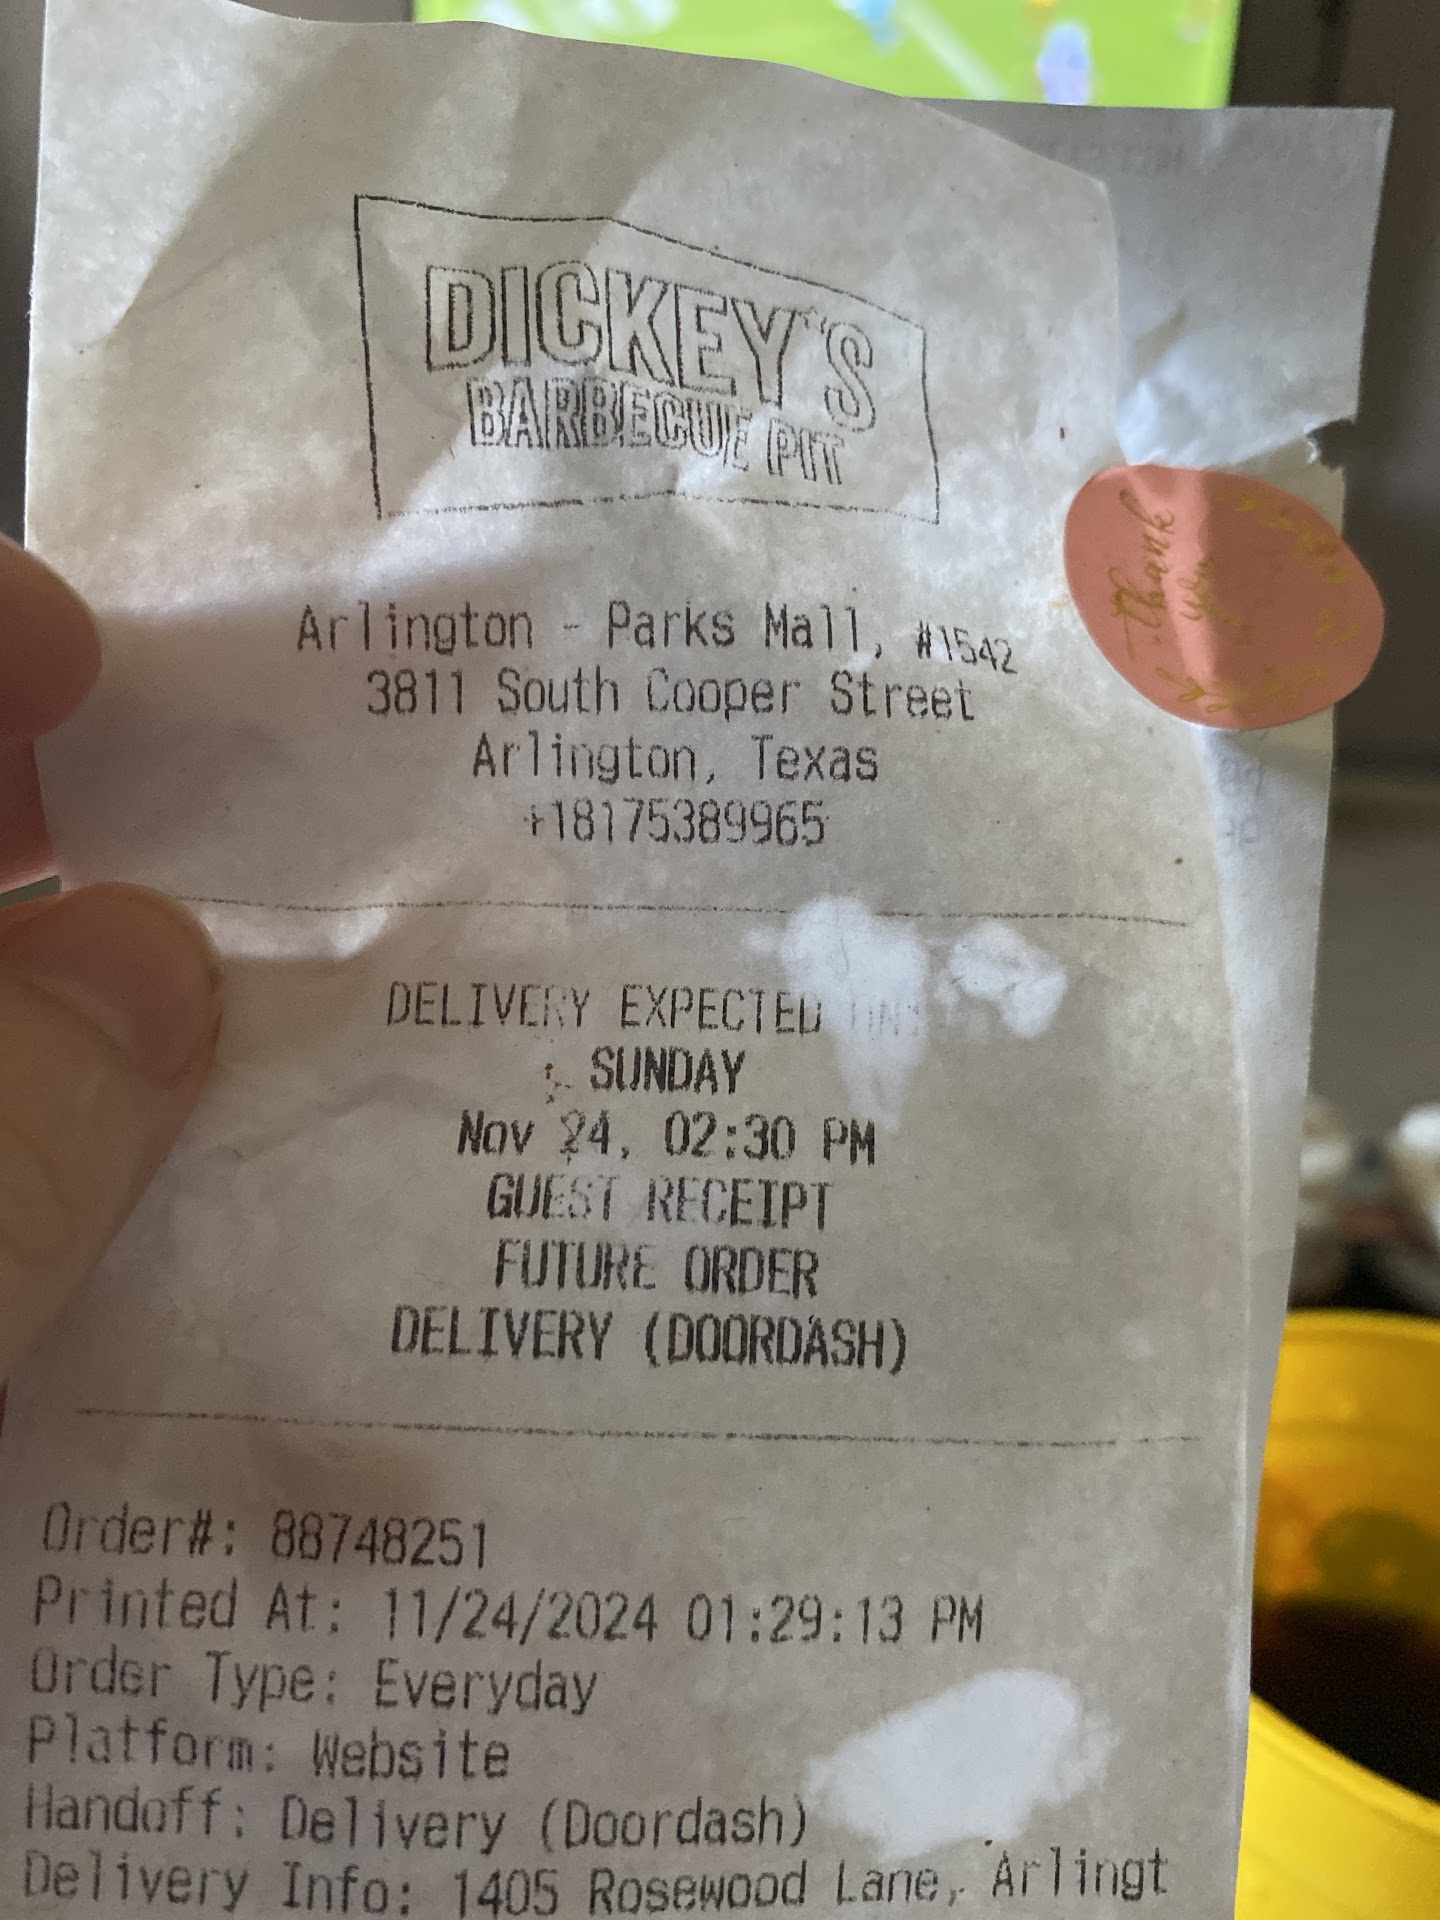 DICKEY'S
BARBECUE PIT
Arlington - Parks Mall, #1542
3811 South Cooper Street
Arlington, Texas
+18175389965
Thank
you
DELIVERY EXPECTED
SUNDAY
Nov 24, 02:30 PM
GUEST RECEIPT
FUTURE ORDER
DELIVERY (DOORDASH)
Order#: 88748251
Printed At: 11/24/2024 01:29:13 PM
Order Type: Everyday
Platform: Website
Handoff: Delivery (Doordash)
Delivery Info: 1405 Rosewood Lane, Arlingt